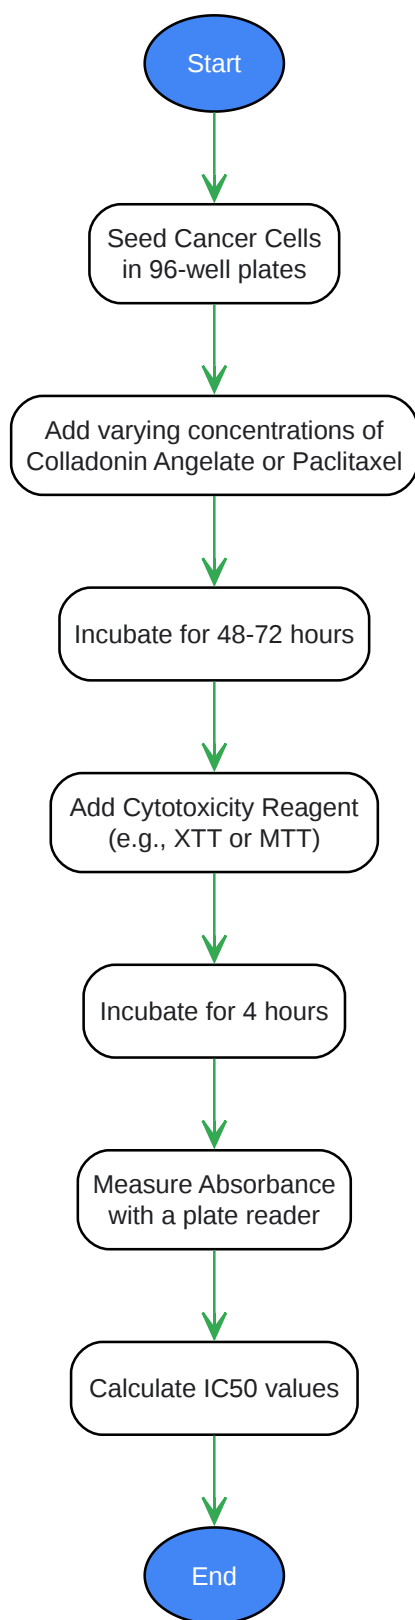 Start
Seed Cancer Cells
in 96-well plates
Add varying concentrations of
Colladonin Angelate or Paclitaxel
Incubate for 48-72 hours
Add Cytotoxicity Reagent
(e.g., XTT or MTT)
Incubate for 4 hours
Measure Absorbance
with a plate reader
Calculate IC50 values
End